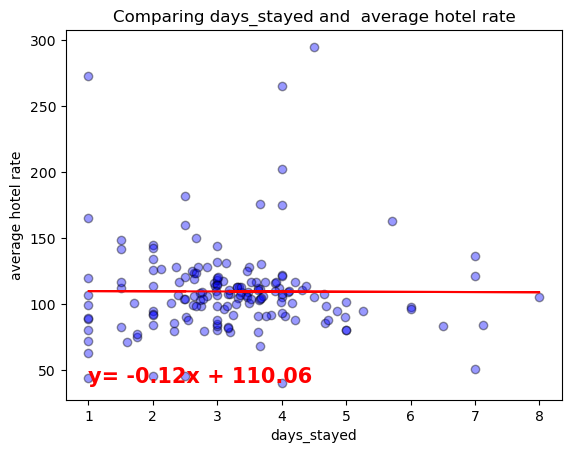 Comparing days_stayed and  average hotel rate
300
250
200
150
100
50
average hotel rate
y= -0.12x + 110.06
1 2 3 4 5 6 7 8
days_stayed